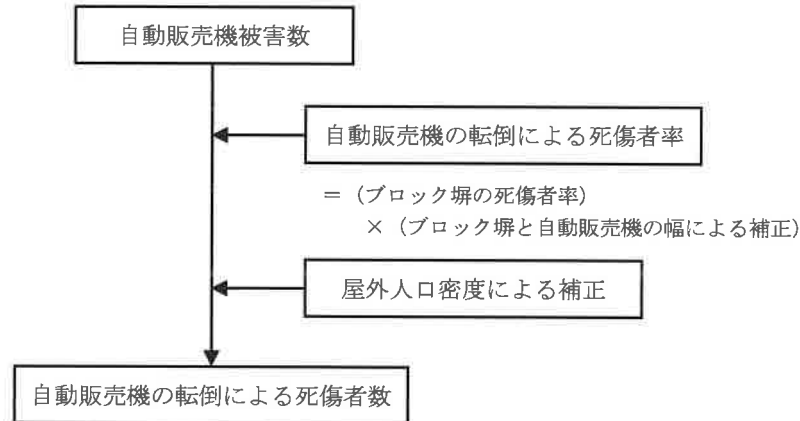 自動販売機被害数
自動販売機の転倒による死傷者率
＝（ブロック塀の死傷者率）
×（ブロック塀と自動販売機の幅による補正）
屋外人口密度による補正
自動販売機の転倒による死傷者数